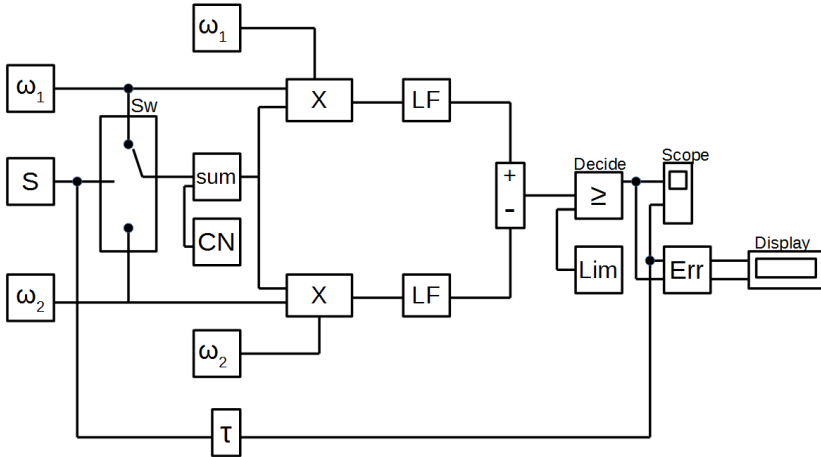 ω₁
ω₁
Sw
X
LF
S
sum
CN
+
-
Decide
≥
Lim
Scope
Err
Display
ω₂
X
LF
ω₂
τ